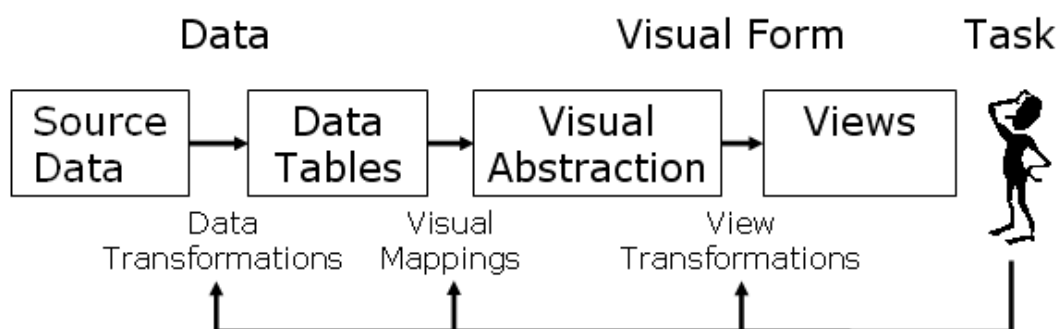 Data
Visual Form
Task
Source
Data
Data
Tables
Visual
Abstraction
Views
Data
Transformations
Visual
Mappings
View
Transformations